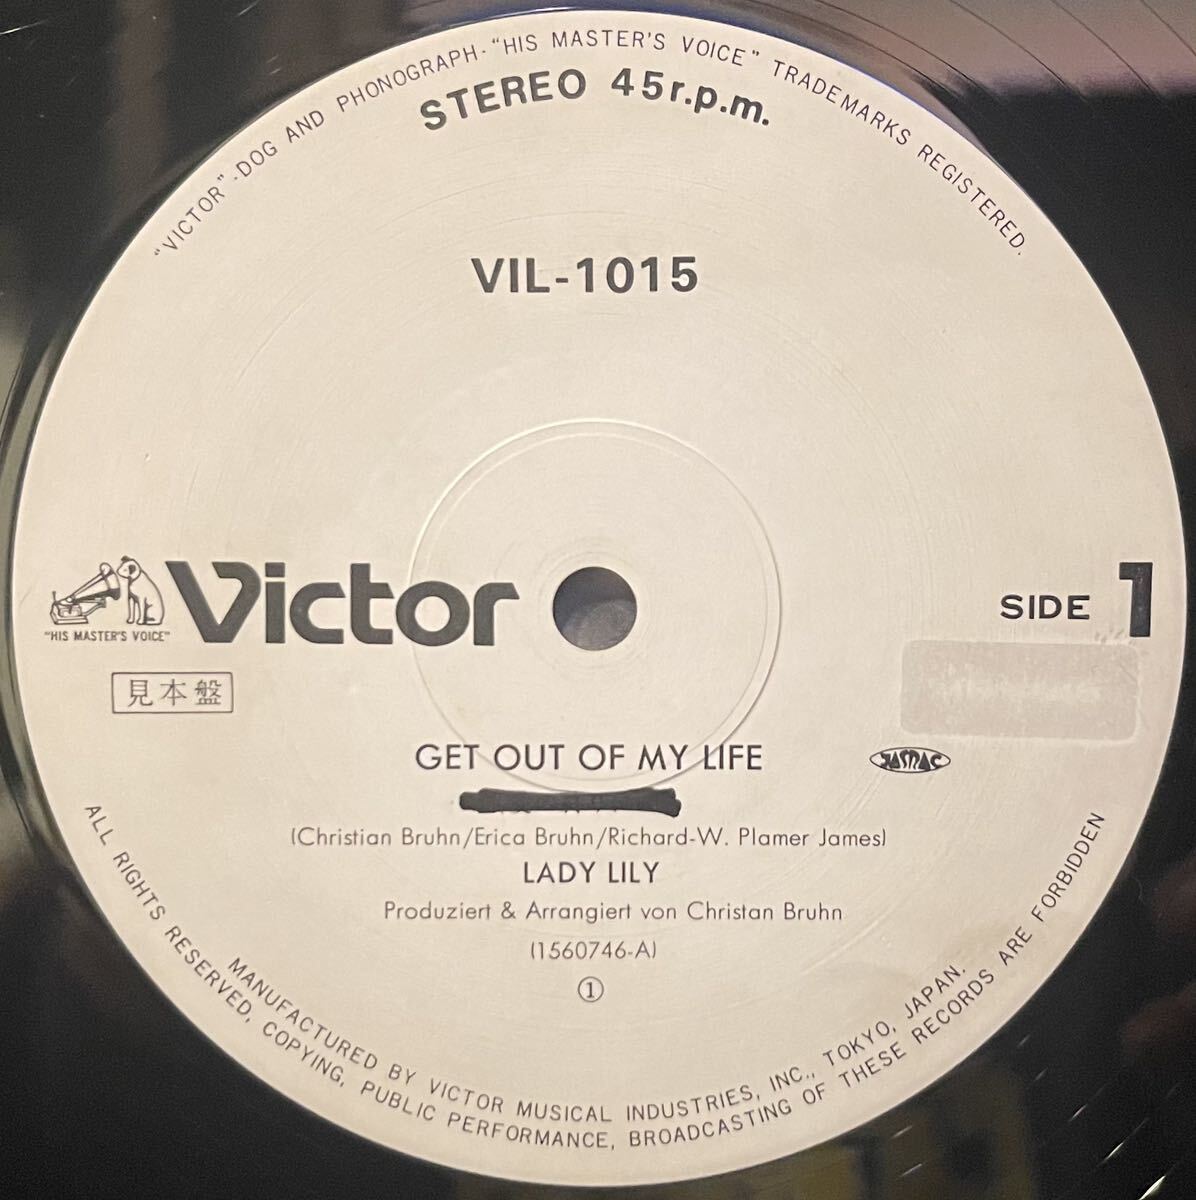 "VICTOR"-DOG AND PHONOGRAPH-"HIS MASTER'S VOICE" TRADEMARKS REGISTERED.
STEREO 45r.p.m.
VIL-1015
Victor
"HIS MASTER'S VOICE"
SIDE 1
見本盤
GET OUT OF MY LIFE
JASRAC
(Christian Bruhn/Erica Bruhn/Richard-W. Plamer James)
LADY LILY
Produziert & Arrangiert von Christan Bruhn
(1560746-A)
①
MANUFACTURED BY VICTOR MUSICAL INDUSTRIES, INC., TOKYO, JAPAN.
ALL RIGHTS RESERVED, COPYING, PUBLIC PERFORMANCE, BROADCASTING OF THESE RECORDS ARE FORBIDDEN